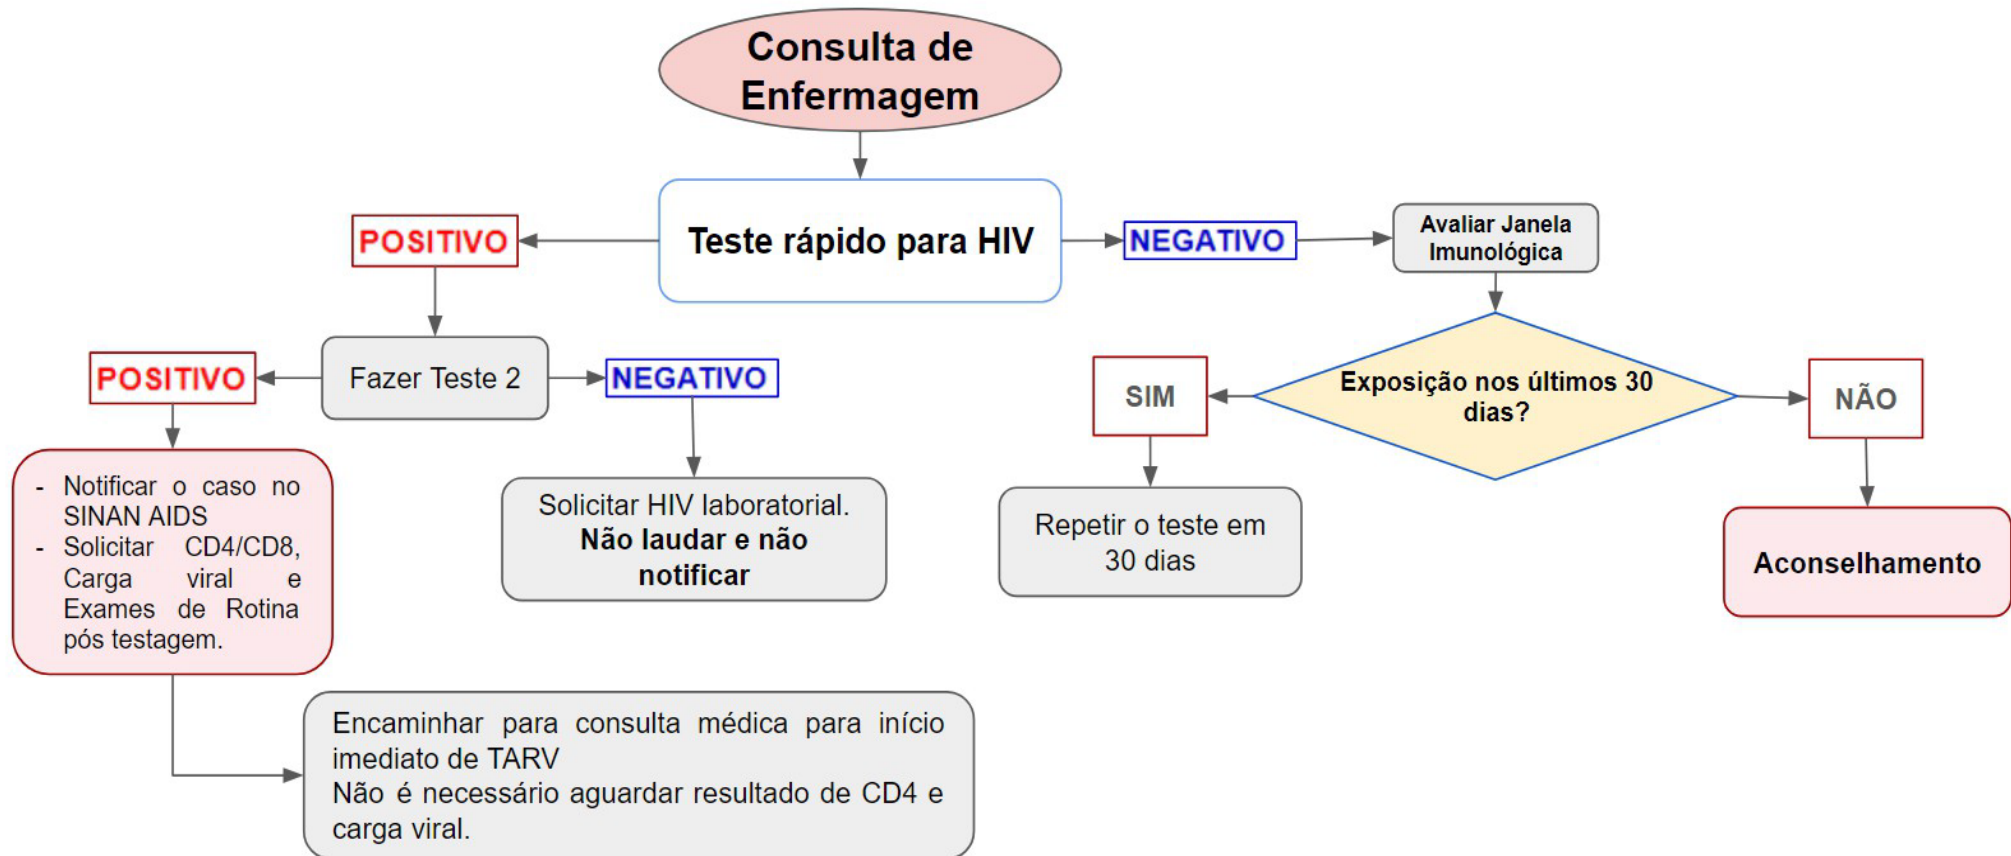 Consulta de
Enfermagem
Teste rápido para HIV
POSITIVO
NEGATIVO
Avaliar Janela
Imunológica
Fazer Teste 2
POSITIVO
NEGATIVO
Exposição nos últimos 30
dias?
SIM
NÃO
- Notificar o caso no
SINAN AIDS
- Solicitar CD4/CD8,
Carga viral e
Exames de Rotina
pós testagem.
Solicitar HIV laboratorial.
Não laudar e não
notificar
Repetir o teste em
30 dias
Aconselhamento
Encaminhar para consulta médica para início
imediato de TARV
Não é necessário aguardar resultado de CD4 e
carga viral.